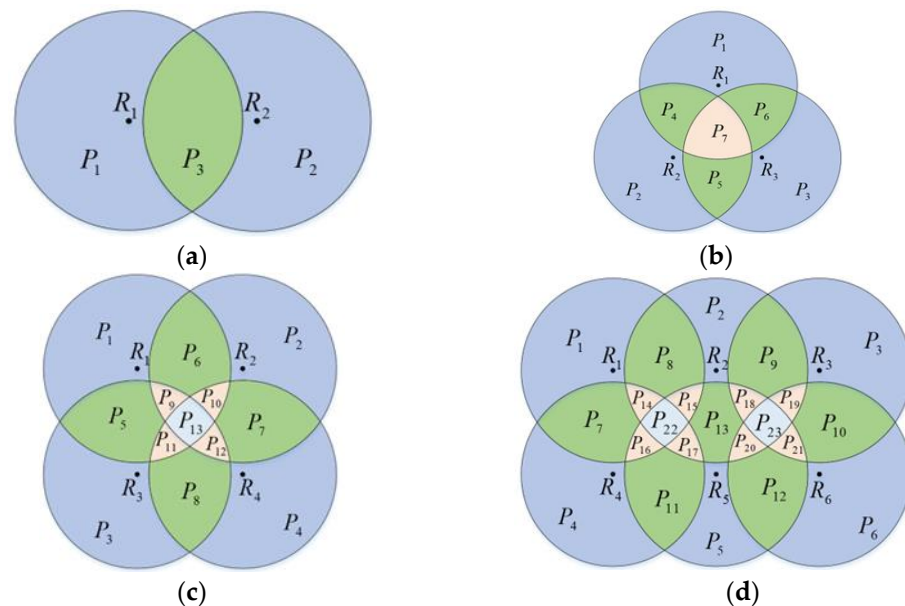 R₁ R₂
P₁ P₃ P₂
(a)
P₁
R₁
P₄ P₆
P₇
R₂ R₃
P₂ P₅ P₃
(b)
P₁ P₂
R₁ P₆ R₂
P₉ P₁₀
P₅ P₁₃ P₇
P₁₁ P₁₂
R₃ P₈ R₄
P₃ P₄
(c)
P₂
P₁ P₃
R₁ P₈ R₂ P₉ R₃
P₁₄ P₁₅ P₁₈ P₁₉
P₇ P₂₂ P₁₃ P₂₃ P₁₀
P₁₆ P₁₇ P₂₀ P₂₁
R₄ P₁₁ R₅ P₁₂ R₆
P₄ P₅ P₆
(d)